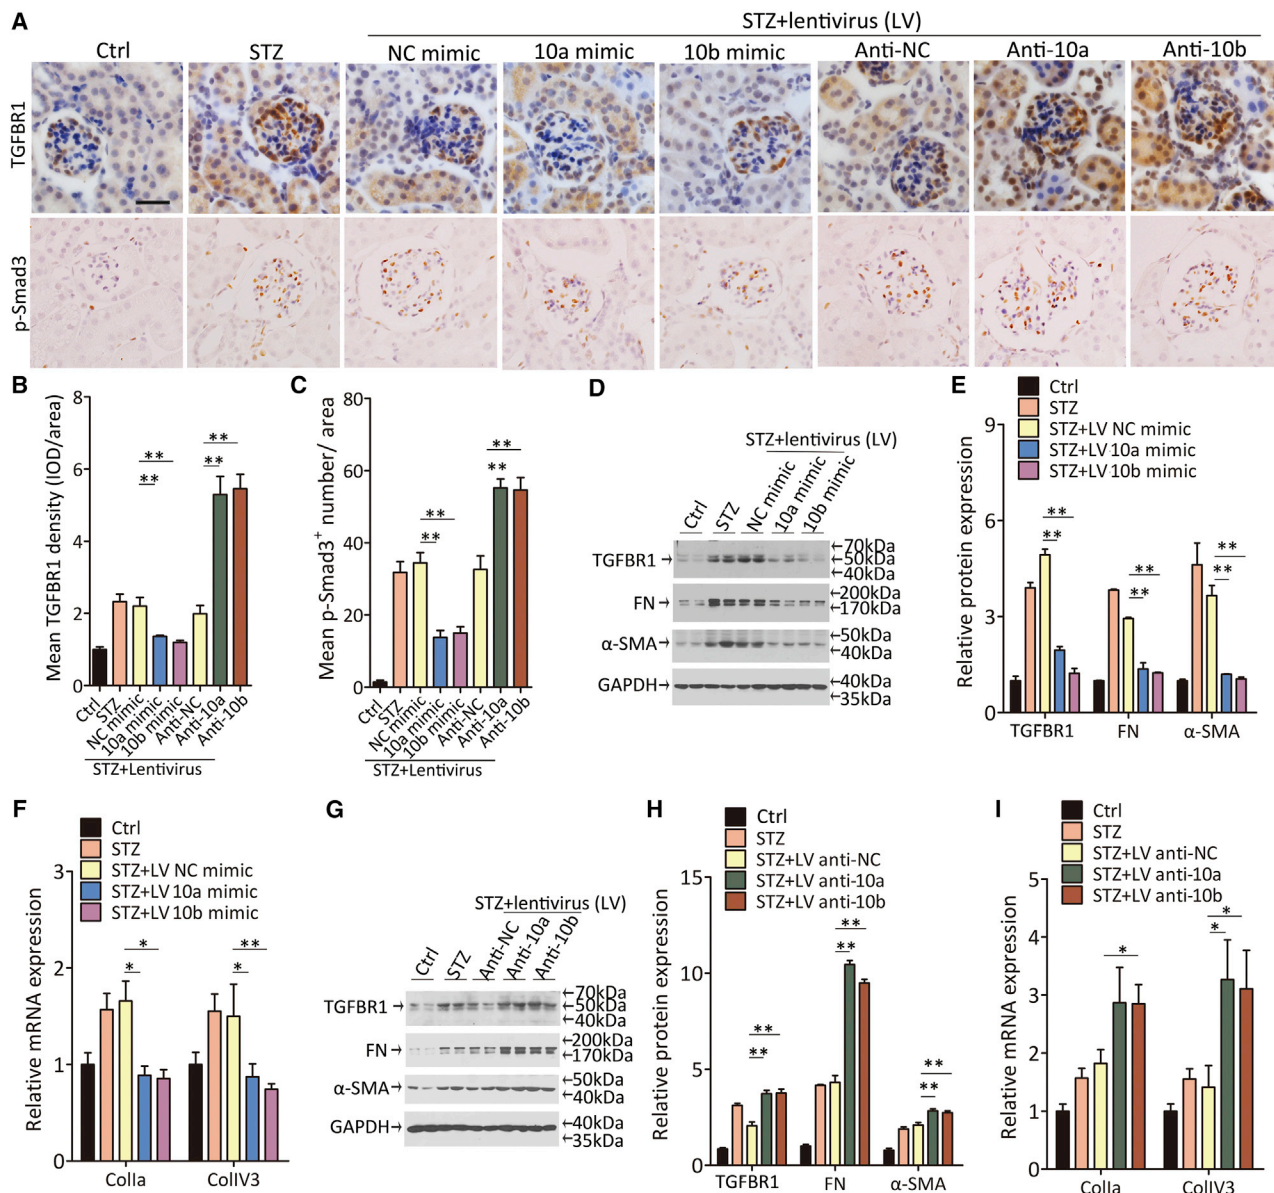 A
STZ+lentivirus (LV)
Ctrl
STZ
NC mimic
10a mimic
10b mimic
Anti-NC
Anti-10a
Anti-10b
TGFBR1
p-Smad3
B
Mean TGFBR1 density (IOD/area)
8
6
4
2
0
**
**
**
**
Ctrl
STZ
NC mimic
10a mimic
10b mimic
Anti-NC
Anti-10a
Anti-10b
STZ+Lentivirus
C
Mean p-Smad3+ number/ area
80
60
40
20
0
**
**
**
**
Ctrl
STZ
NC mimic
10a mimic
10b mimic
Anti-NC
Anti-10a
Anti-10b
STZ+Lentivirus
D
STZ+lentivirus (LV)
Ctrl
STZ
NC mimic
10a mimic
10b mimic
TGFBR1→
←70kDa
←50kDa
←40kDa
FN→
←200kDa
←170kDa
α-SMA→
←50kDa
←40kDa
GAPDH→
←40kDa
←35kDa
E
Ctrl
STZ
STZ+LV NC mimic
STZ+LV 10a mimic
STZ+LV 10b mimic
Relative protein expression
9
6
3
0
**
**
**
**
**
**
TGFBR1
FN
α-SMA
F
Ctrl
STZ
STZ+LV NC mimic
STZ+LV 10a mimic
STZ+LV 10b mimic
Relative mRNA expression
3
2
1
0
*
*
**
*
ColIa
ColIV3
G
STZ+lentivirus (LV)
Ctrl
STZ
Anti-NC
Anti-10a
Anti-10b
TGFBR1→
←70kDa
←50kDa
←40kDa
FN→
←200kDa
←170kDa
α-SMA→
←50kDa
←40kDa
GAPDH→
←40kDa
←35kDa
H
Ctrl
STZ
STZ+LV anti-NC
STZ+LV anti-10a
STZ+LV anti-10b
Relative protein expression
15
10
5
0
**
**
**
**
**
**
TGFBR1
FN
α-SMA
I
Ctrl
STZ
STZ+LV anti-NC
STZ+LV anti-10a
STZ+LV anti-10b
Relative mRNA expression
5
4
3
2
1
0
*
*
*
ColIa
ColIV3